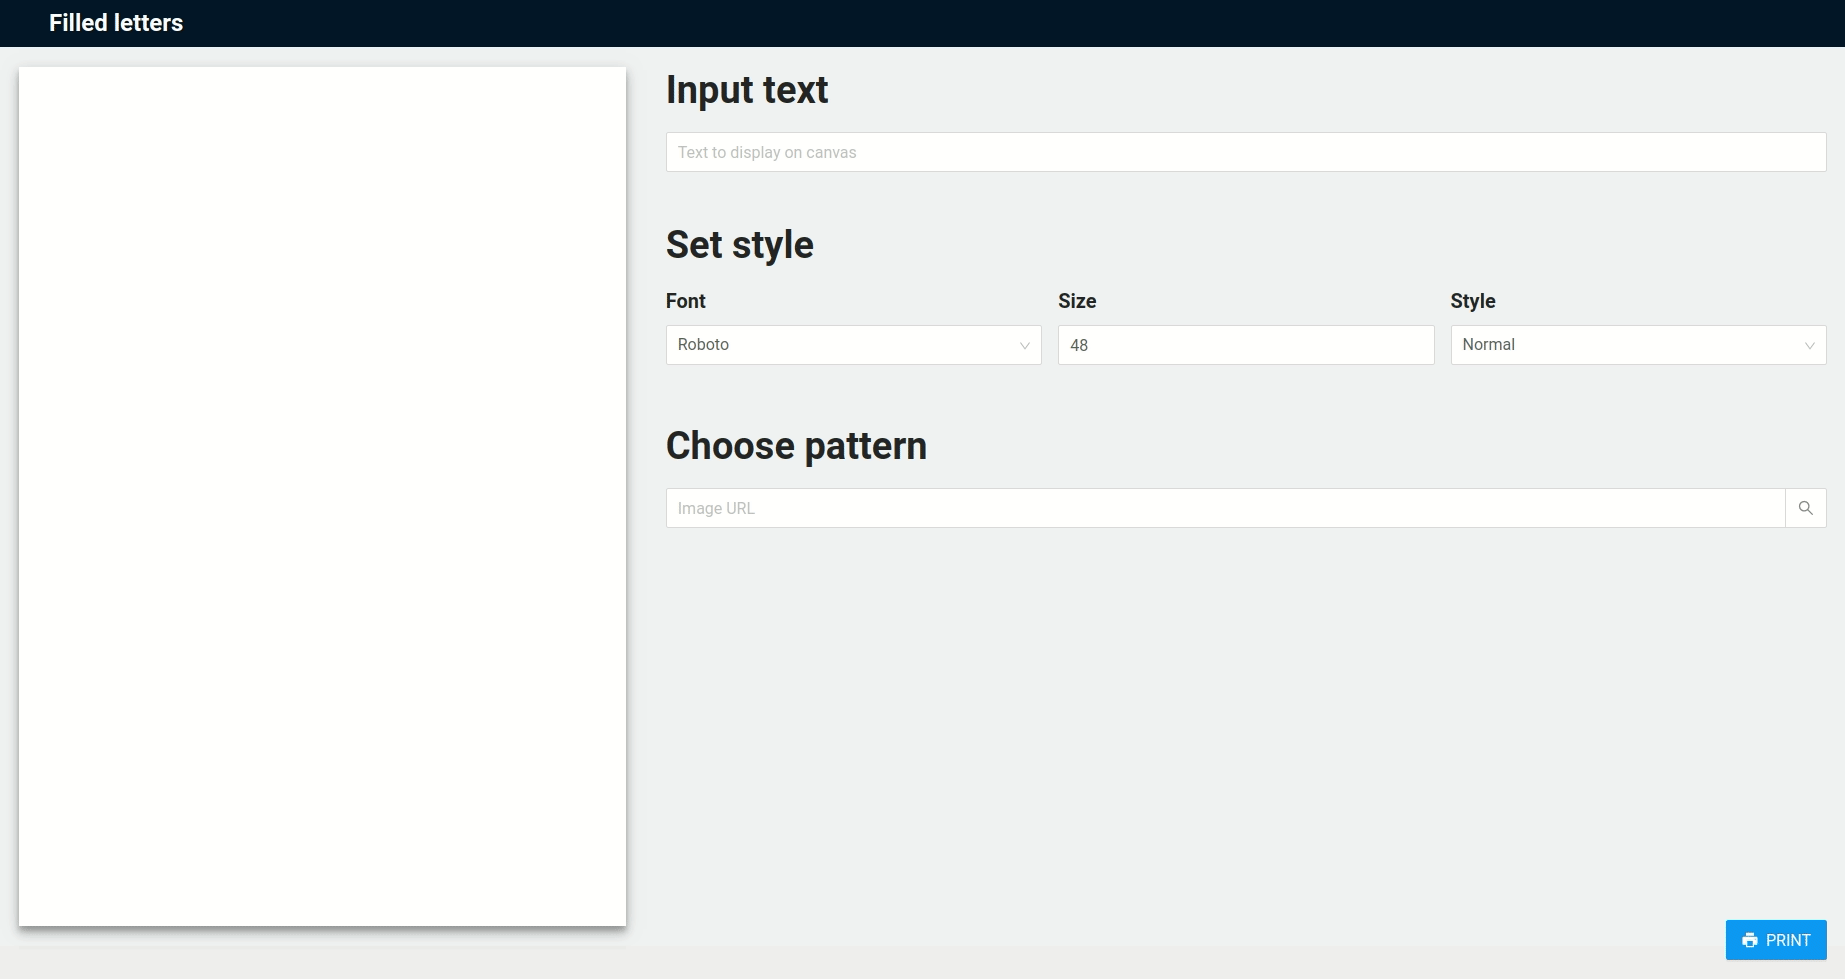 Filled letters
Input text
Text to display on canvas
Set style
Font Size Style
Roboto 48 Normal
Choose pattern
Image URL
PRINT